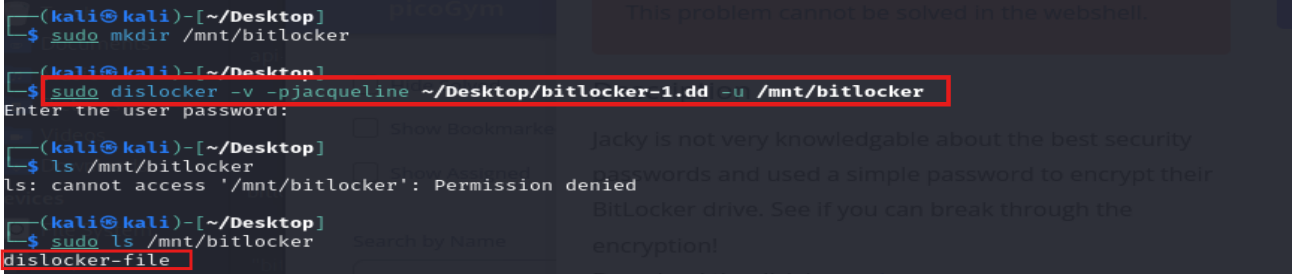 picoGym
This problem cannot be solved in the webshell.
┌──(kali㉿kali)-[~/Desktop]
└─$ sudo mkdir /mnt/bitlocker
┌──(kali㉿kali)-[~/Desktop]
└─$ sudo dislocker -v -pjacqueline ~/Desktop/bitlocker-1.dd -u /mnt/bitlocker
Enter the user password:
┌──(kali㉿kali)-[~/Desktop]
└─$ ls /mnt/bitlocker
ls: cannot access '/mnt/bitlocker': Permission denied
┌──(kali㉿kali)-[~/Desktop]
└─$ sudo ls /mnt/bitlocker
dislocker-file
Show Bookmarke
Show Assigned
Search by Name
Jacky is not very knowledgable about the best security
passwords and used a simple password to encrypt their
BitLocker drive. See if you can break through the
encryption!